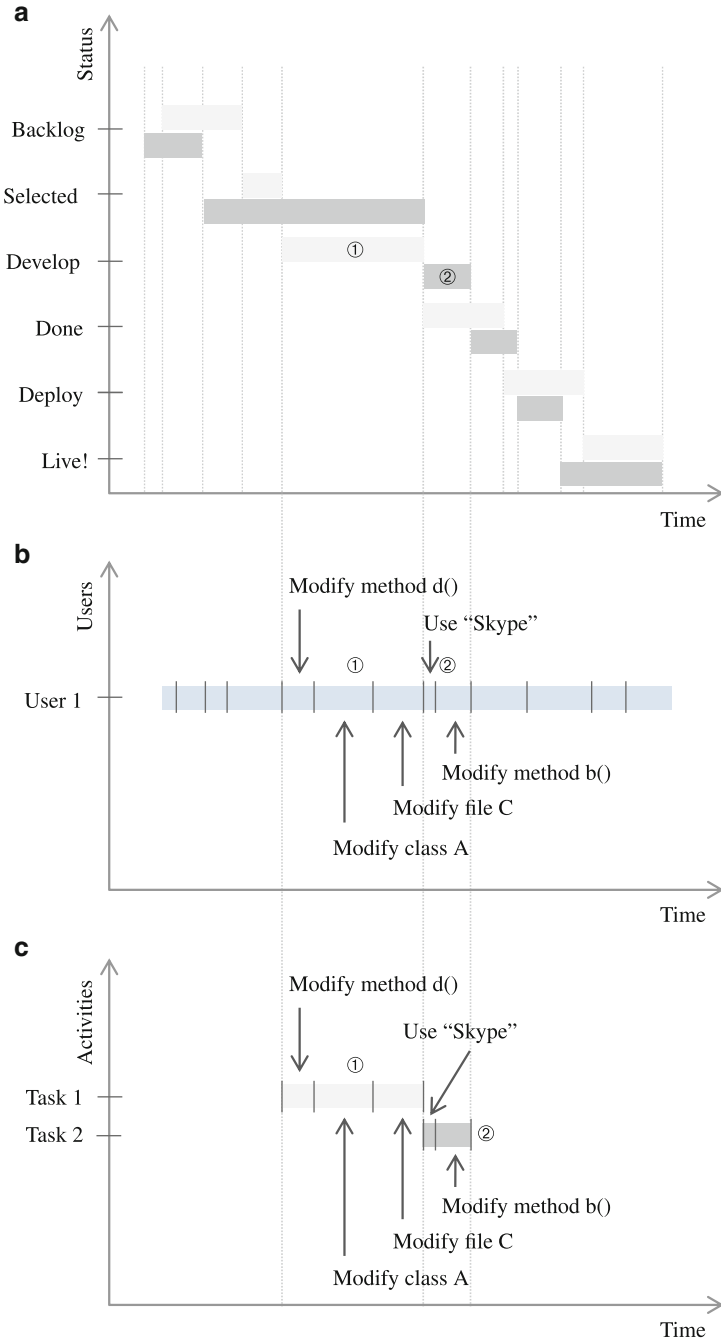 a
Status
Backlog
Selected
Develop
①
②
Done
Deploy
Live!
Time
b
Users
Modify method d()
Use “Skype”
①
②
User 1
Modify method b()
Modify file C
Modify class A
Time
c
Activities
Modify method d()
Use “Skype”
①
Task 1
Task 2
②
Modify method b()
Modify file C
Modify class A
Time